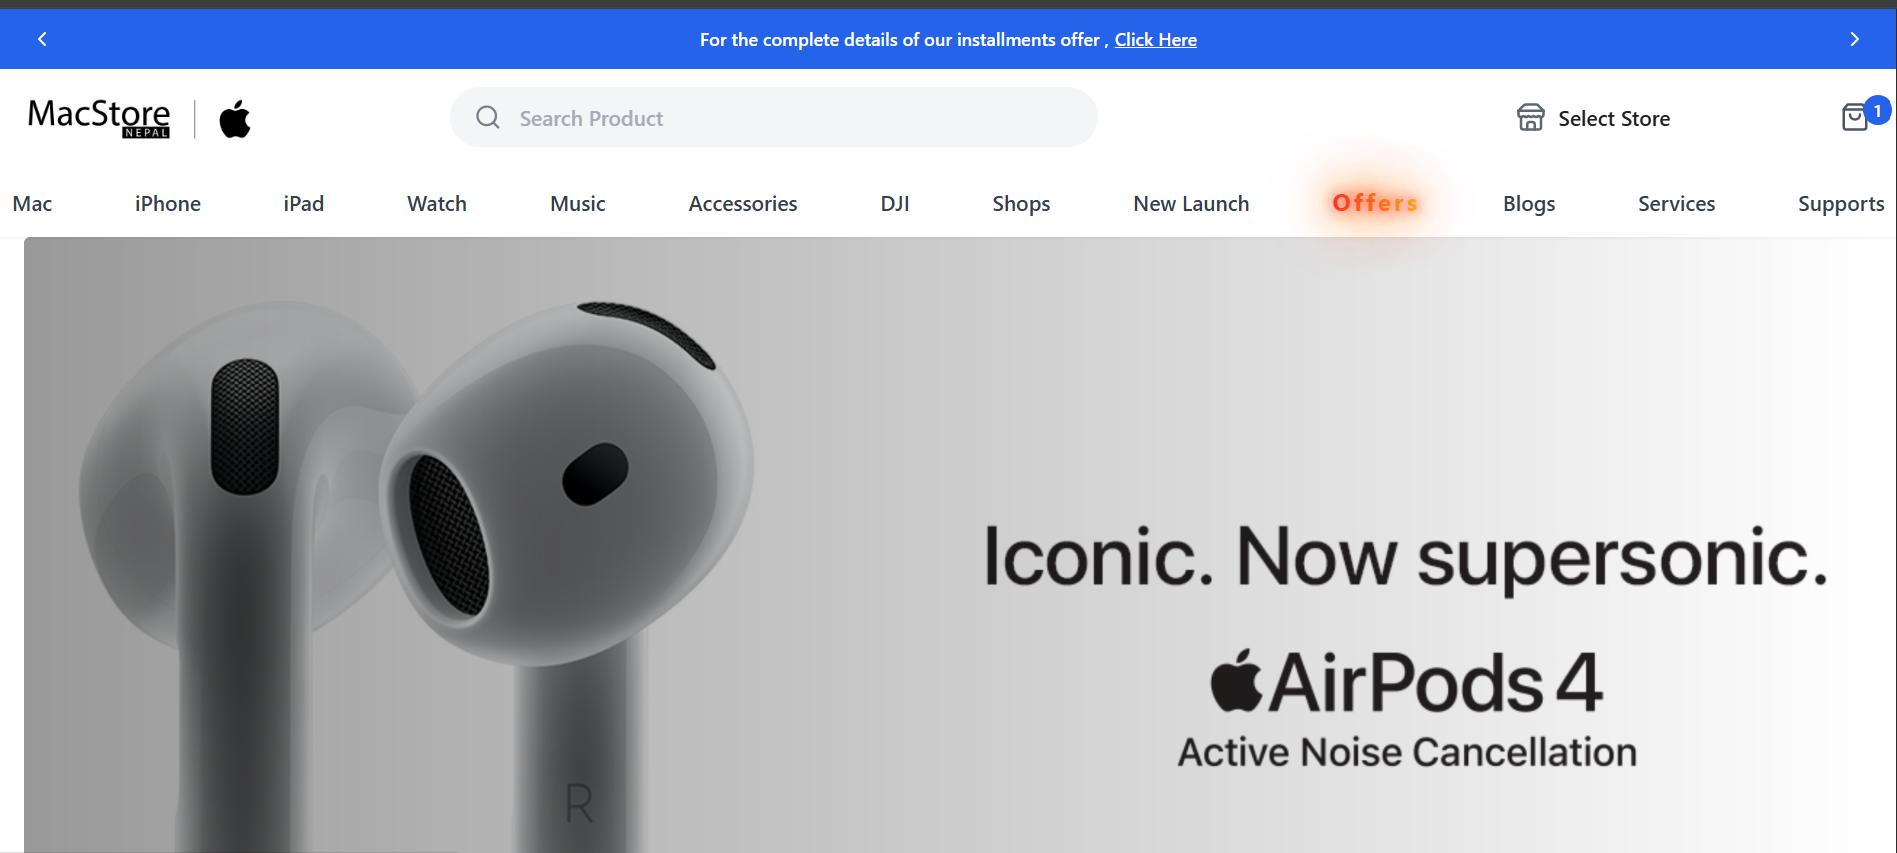 For the complete details of our installments offer , Click Here
MacStore
NEPAL
Search Product
Select Store
1
Mac iPhone iPad Watch Music Accessories DJI Shops New Launch Offers Blogs Services Supports
Iconic. Now supersonic.
AirPods 4
Active Noise Cancellation
R